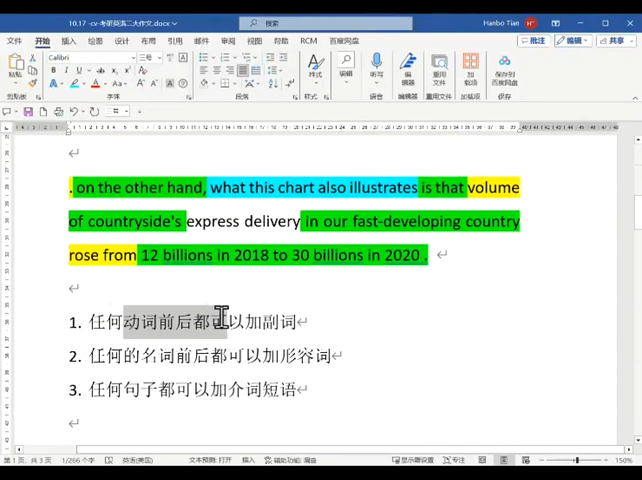 10.17 -cv-考研英语二大作文.docx
搜索
Hanbo Tian
HT
文件 开始 插入 绘图 设计 布局 引用 邮件 审阅 视图 帮助 RCM 百度网盘 批注 编辑 共享
粘贴 Calibri 三号 样式 编辑 听写 编辑器 重用文件 加载项 保存到百度网盘
剪贴板 字体 段落 样式 语音 编辑器 重用文件 加载项 保存
. on the other hand, what this chart also illustrates is that volume
of countryside's express delivery in our fast-developing country
rose from 12 billions in 2018 to 30 billions in 2020 .
1. 任何动词前后都可以加副词
2. 任何的名词前后都可以加形容词
3. 任何句子都可以加介词短语
第1页, 共3页 1/266 个字 英语(美国) 文本预测: 打开 插入 辅助功能: 调查 显示器设置 专注 150%